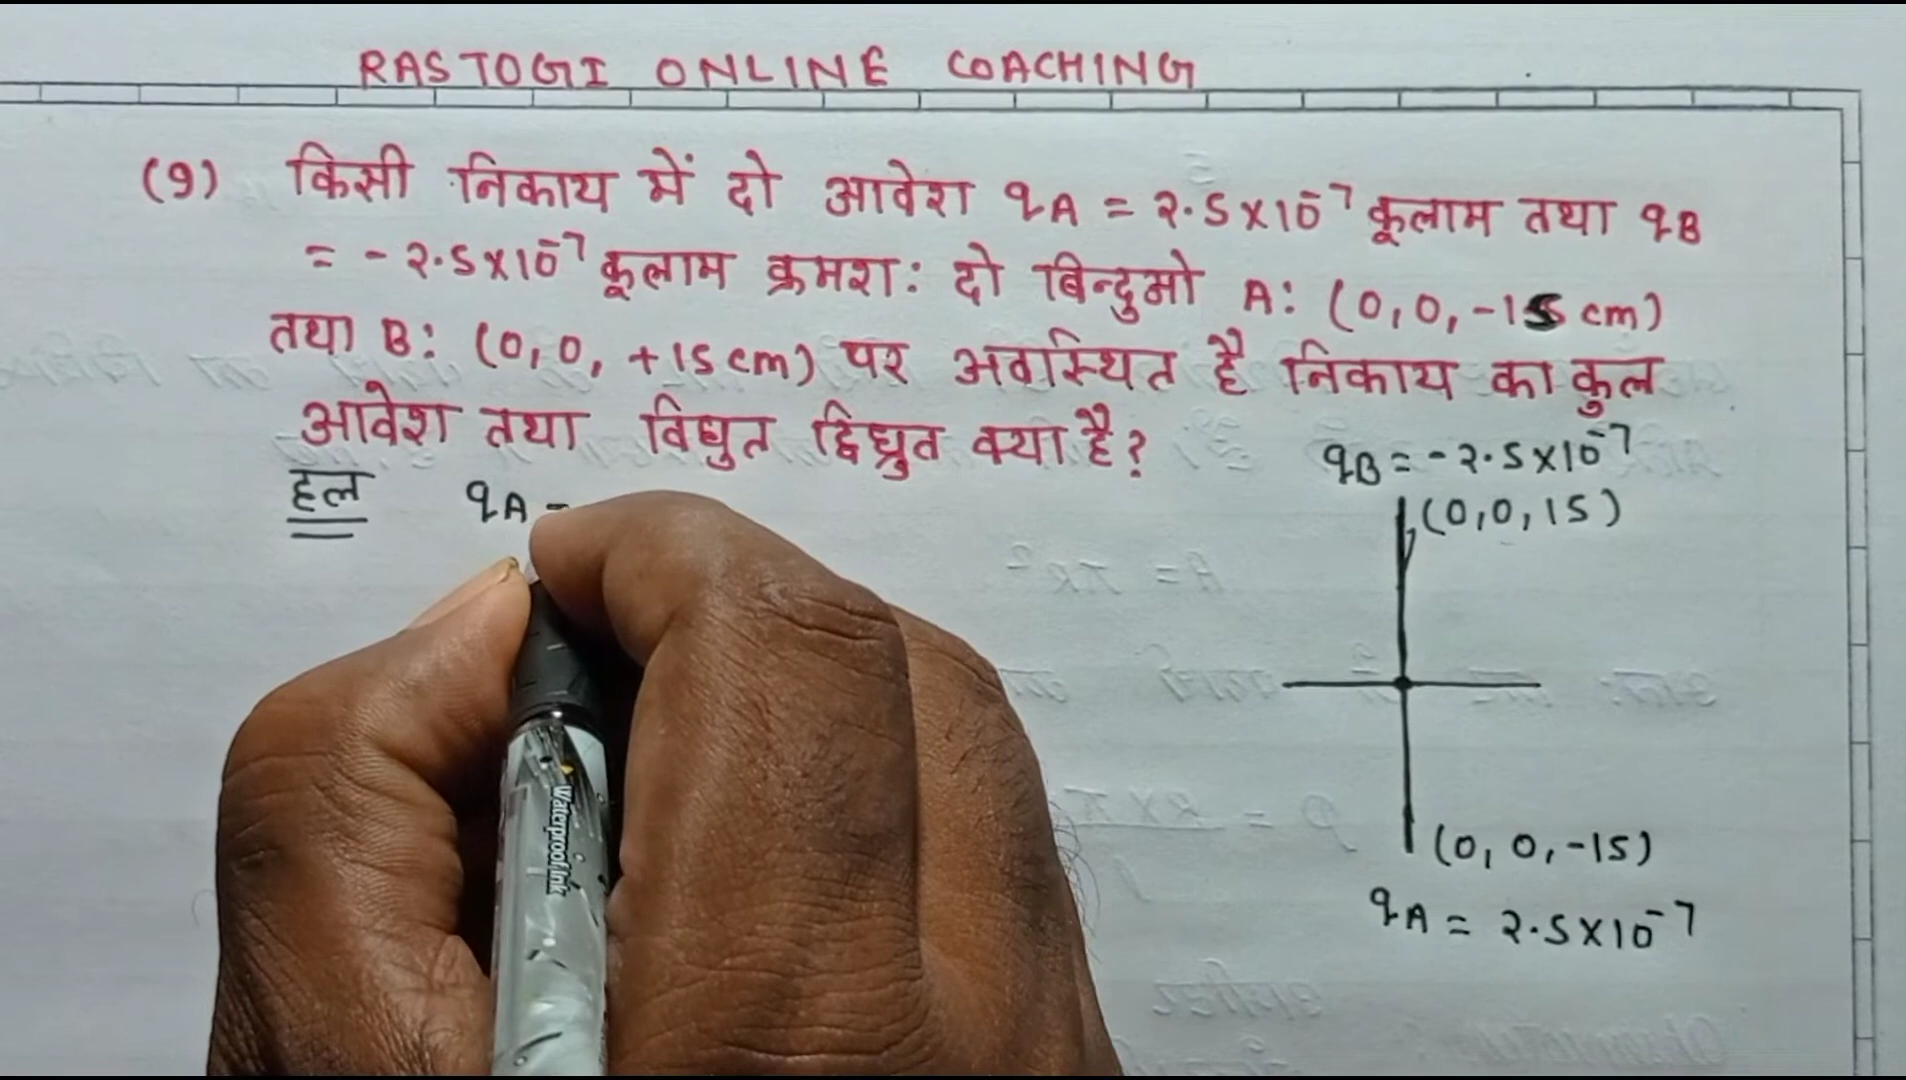 RASTOGI ONLINE COACHING
(9) किसी निकाय में दो आवेश qA = 2.5×10⁻⁷ कूलाम तथा qB
= -2.5×10⁻⁷ कूलाम क्रमश: दो बिन्दुओ A: (0,0,-15 cm)
तथा B: (0,0,+15cm) पर अवस्थित है निकाय का कुल
आवेश तथा विघुत द्विध्रुव क्या है?
हल qA =
qB = -2.5×10⁻⁷
(0,0,15)
(0,0,-15)
qA = 2.5×10⁻⁷
Waterproof Ink